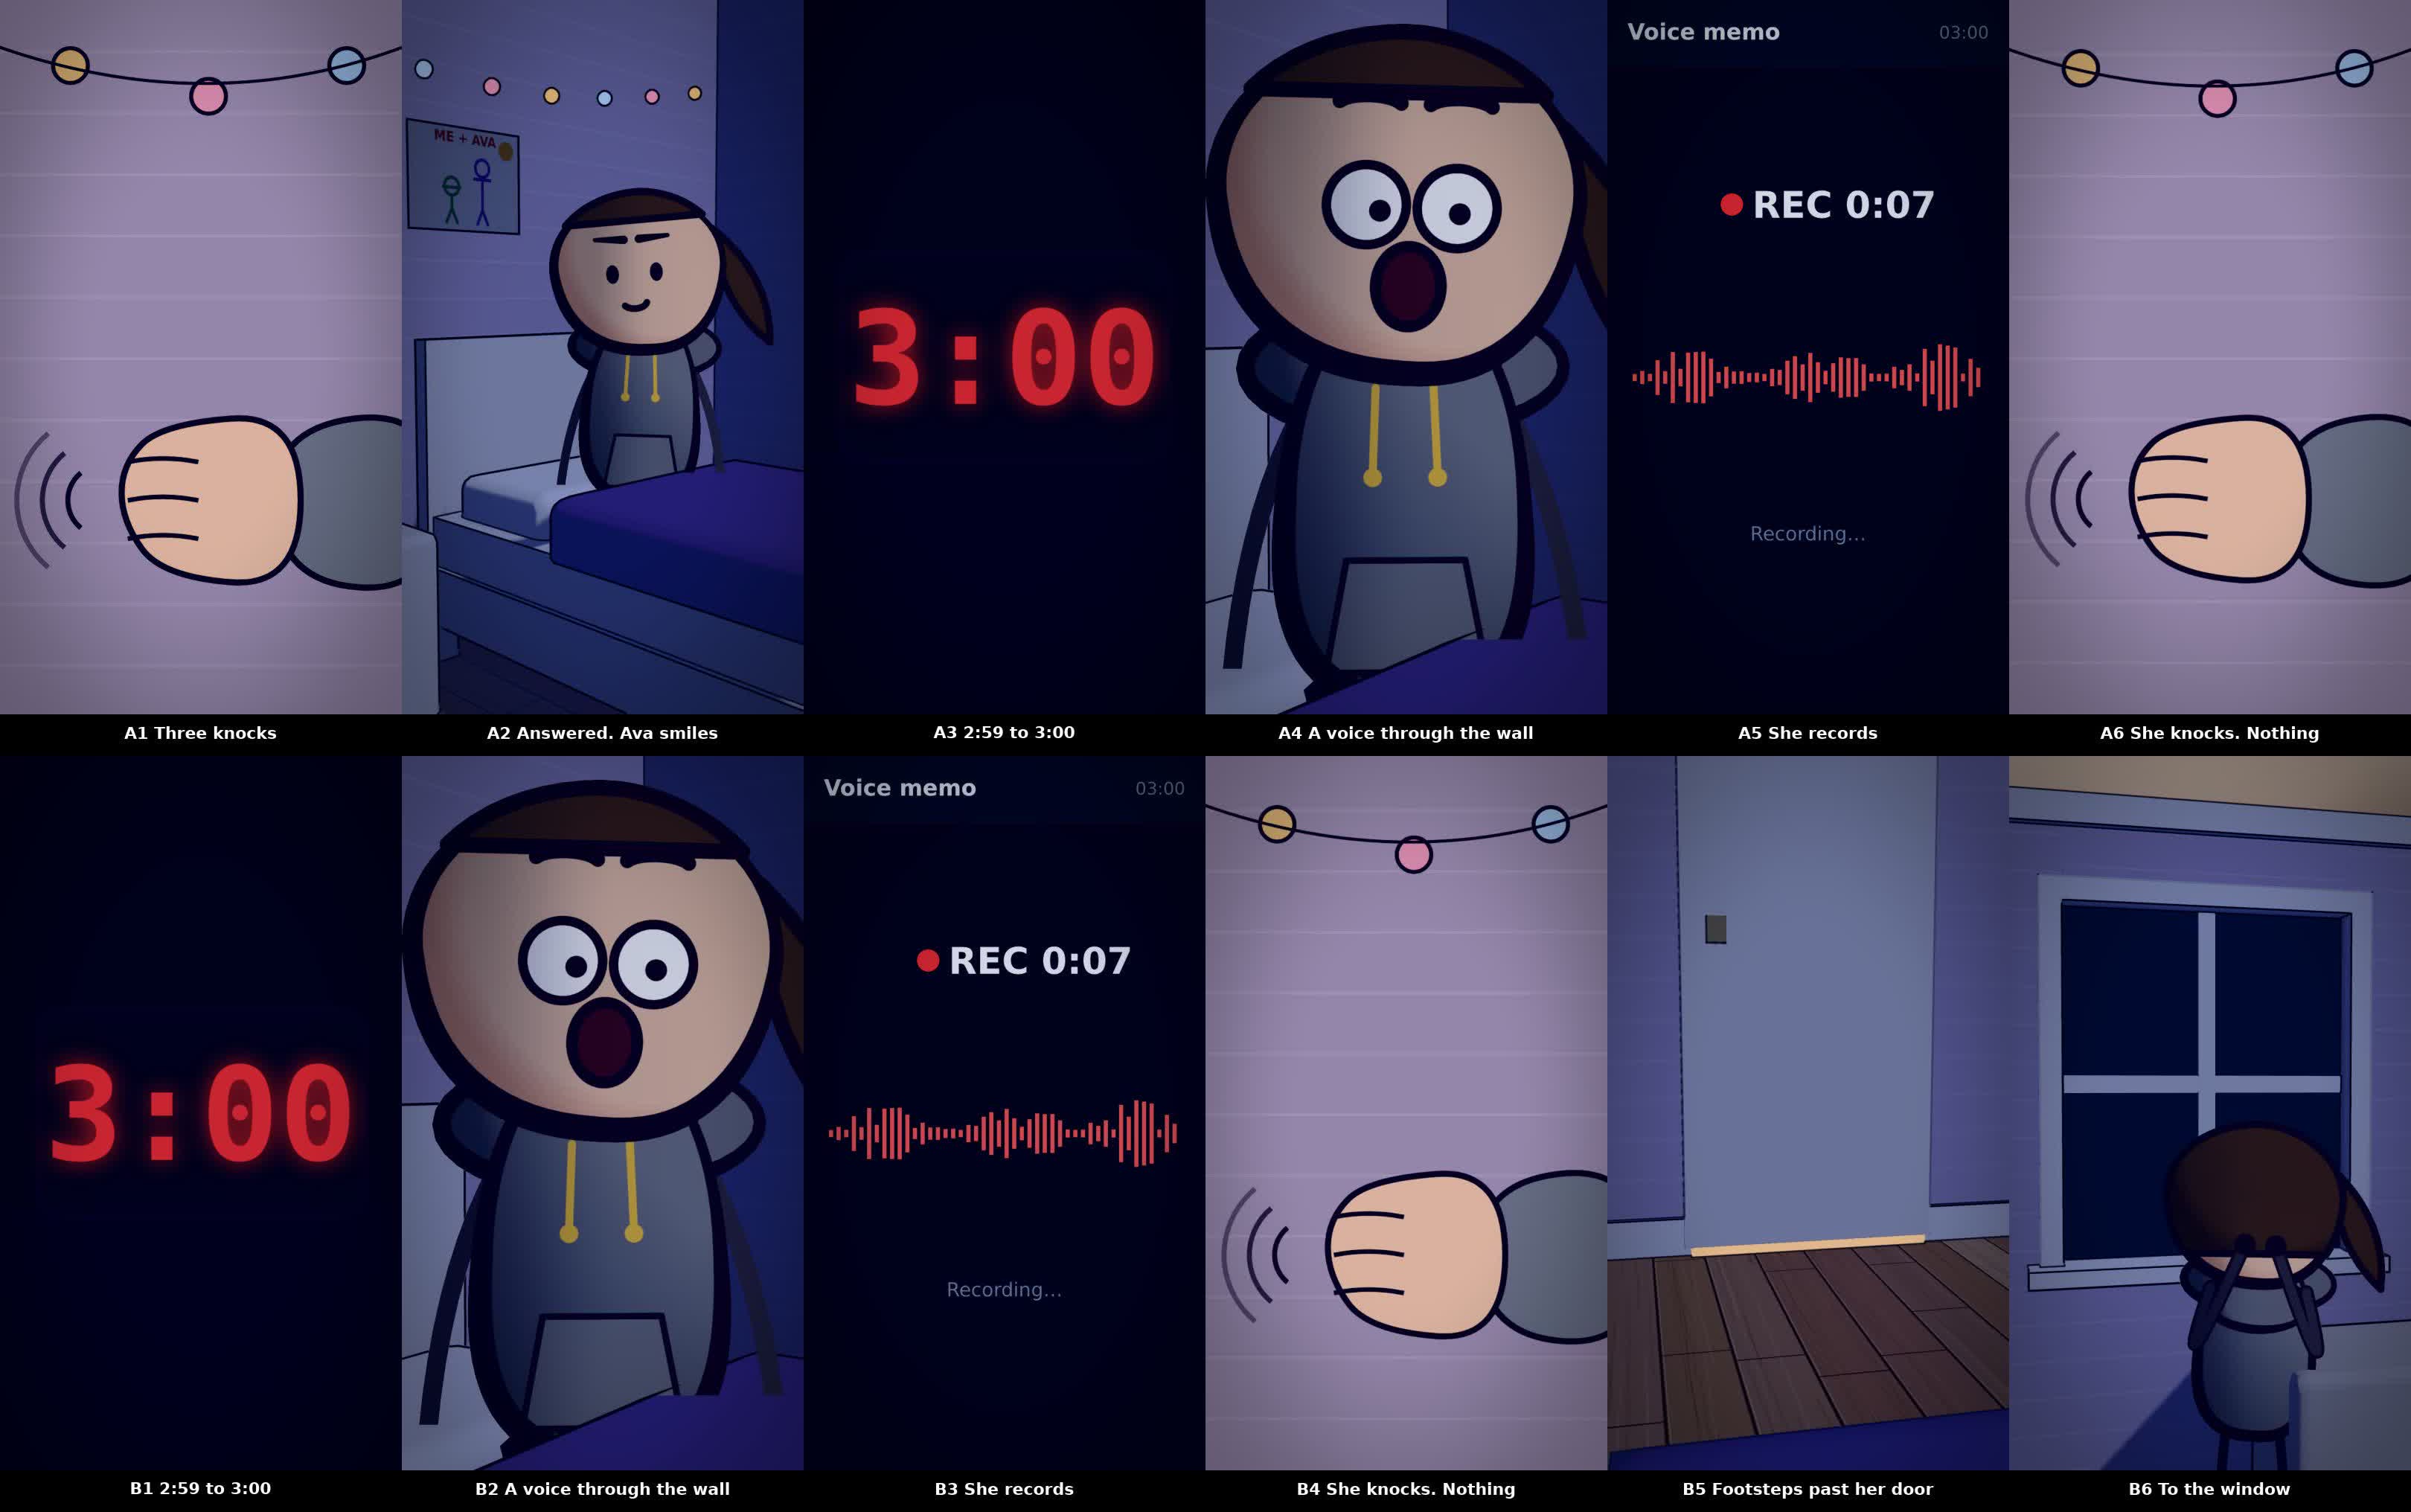 ME + AVA
3:00
Voice memo 03:00
REC 0:07
Recording...
A1 Three knocks
A2 Answered. Ava smiles
A3 2:59 to 3:00
A4 A voice through the wall
A5 She records
A6 She knocks. Nothing
3:00
Voice memo 03:00
REC 0:07
Recording...
B1 2:59 to 3:00
B2 A voice through the wall
B3 She records
B4 She knocks. Nothing
B5 Footsteps past her door
B6 To the window